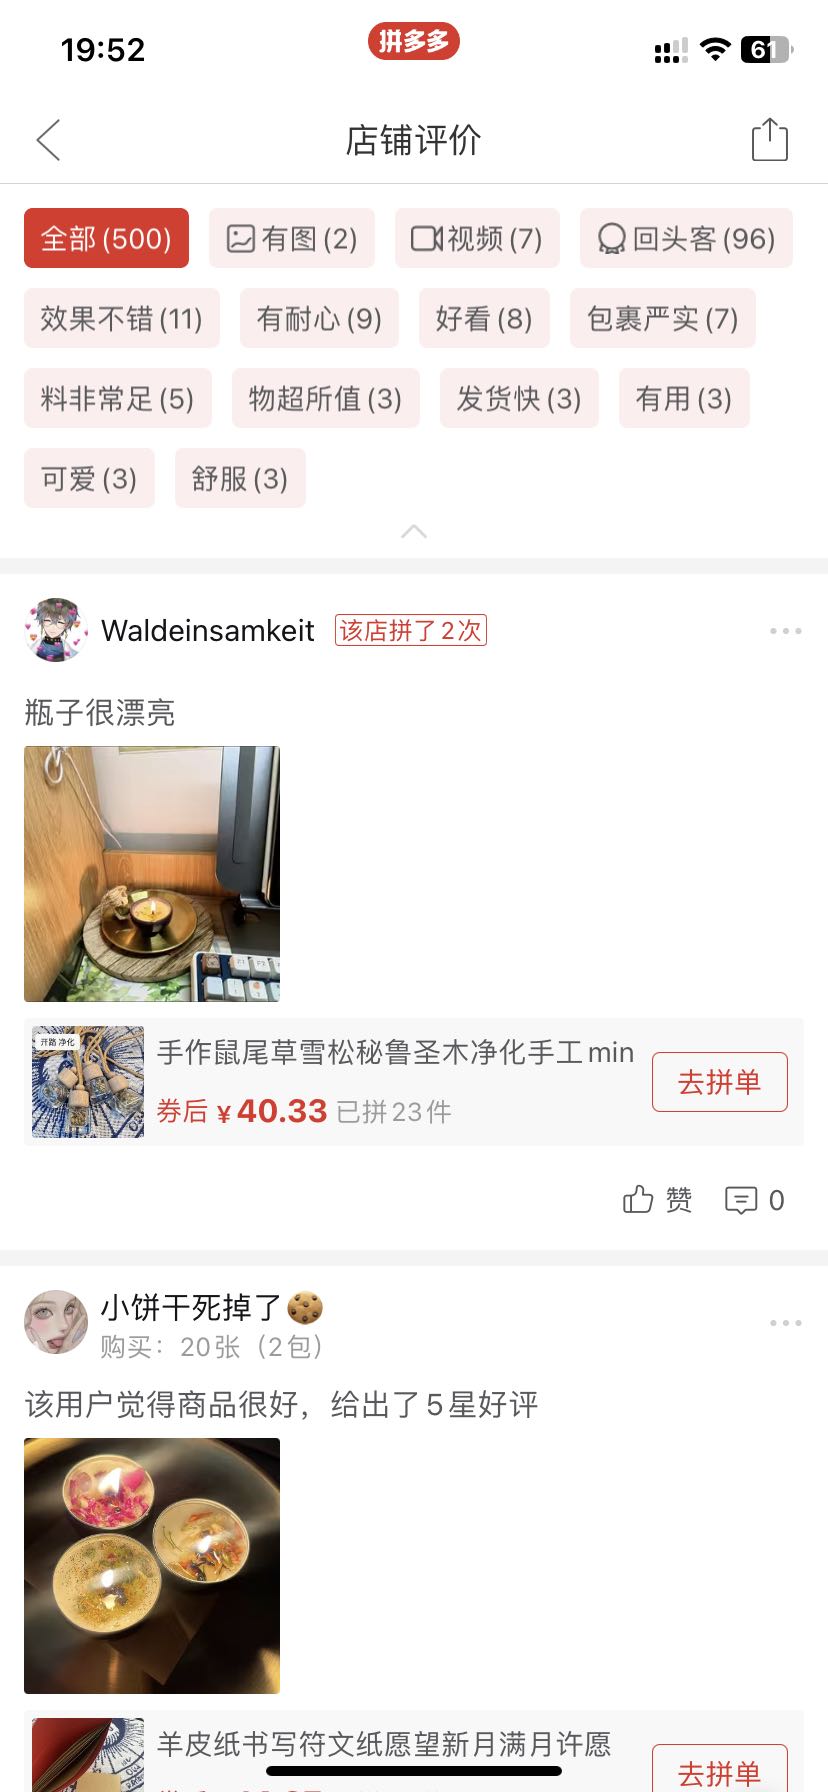 19:52
拼多多
61
店铺评价
全部(500)
有图(2)
视频(7)
回头客(96)
效果不错(11)
有耐心(9)
好看(8)
包裹严实(7)
料非常足(5)
物超所值(3)
发货快(3)
有用(3)
可爱(3)
舒服(3)
Waldeinsamkeit
该店拼了2次
瓶子很漂亮
开路 净化
手作鼠尾草雪松秘鲁圣木净化手工min
券后 ¥40.33 已拼23件
去拼单
赞
0
小饼干死掉了🍪
购买：20张（2包）
该用户觉得商品很好，给出了5星好评
羊皮纸书写符文纸愿望新月满月许愿
去拼单